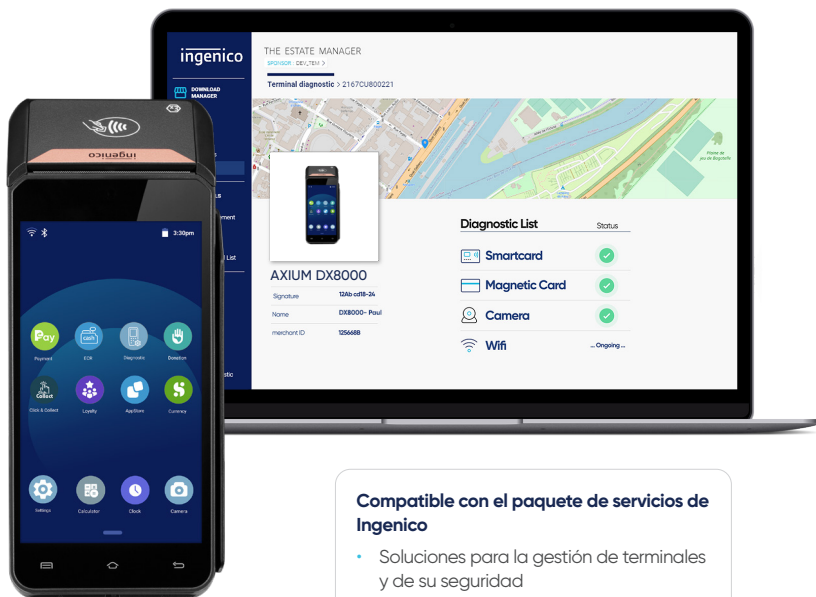 ingenico
THE ESTATE MANAGER
SPONSOR : DEV_TEM >
DOWNLOAD
MANAGER
Terminal diagnostic > 2167CU800221
Diagnostic List
Status
Smartcard
Magnetic Card
Camera
Wifi
... Ongoing ...
AXIUM DX8000
Signature
12Ab cd18-24
Name
DX8000- Paul
merchant ID
1256688
ingenico
3:30pm
Pay
cash
Payment
ECR
Diagnostic
Donation
Collect
Click & Collect
Loyalty
AppStore
Currency
Settings
Calculator
Clock
Camera
Compatible con el paquete de servicios de
Ingenico
• Soluciones para la gestión de terminales
y de su seguridad